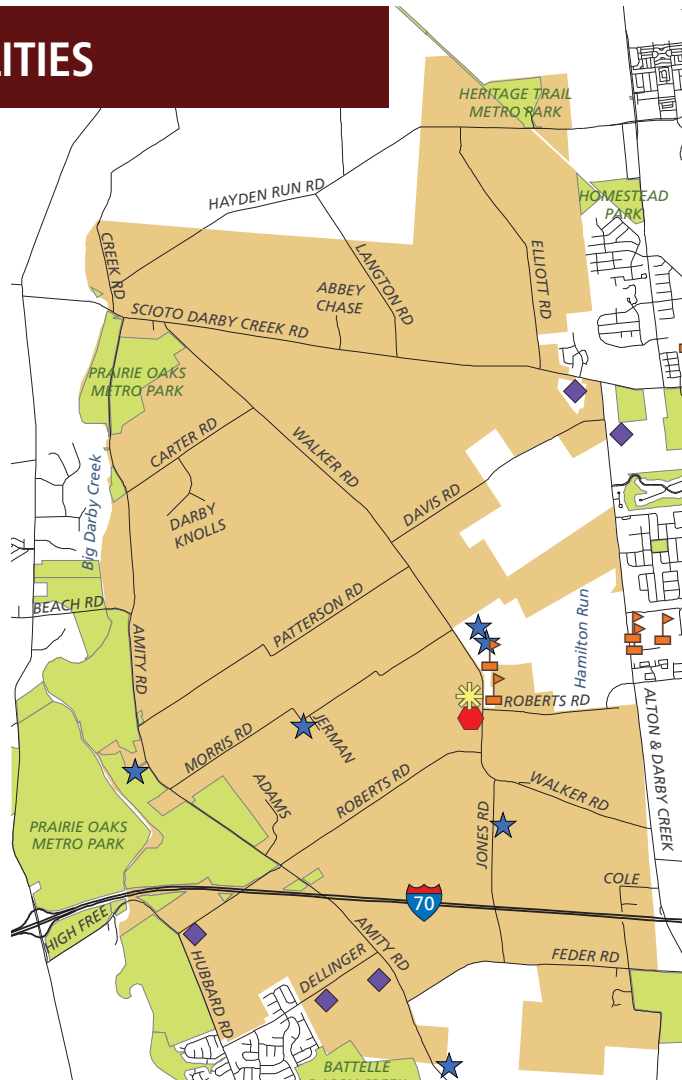 ITIES
HERITAGE TRAIL
METRO PARK
HOMESTEAD
PARK
HAYDEN RUN RD
CREEK RD
LANGTON RD
ELLIOTT RD
ABBEY
CHASE
SCIOTO DARBY CREEK RD
PRAIRIE OAKS
METRO PARK
CARTER RD
WALKER RD
DAVIS RD
DARBY
KNOLLS
Big Darby Creek
BEACH RD
PATTERSON RD
Hamilton Run
AMITY RD
ROBERTS RD
ALTON & DARBY CREEK
MORRIS RD
JERMAN
ADAMS
ROBERTS RD
WALKER RD
JONES RD
PRAIRIE OAKS
METRO PARK
COLE
70
HIGH FREE
HUBBARD RD
AMITY RD
DELLINGER
FEDER RD
BATTELLE